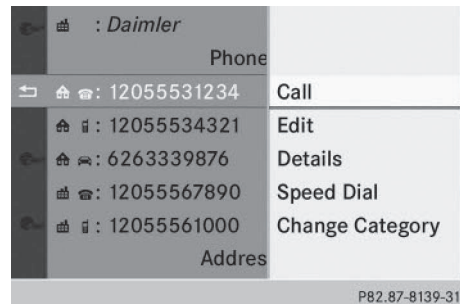 : Daimler
Phone
: 12055531234
Call
: 12055534321
Edit
: 6263339876
Details
: 12055567890
Speed Dial
: 12055561000
Change Category
Addres
P82.87-8139-31